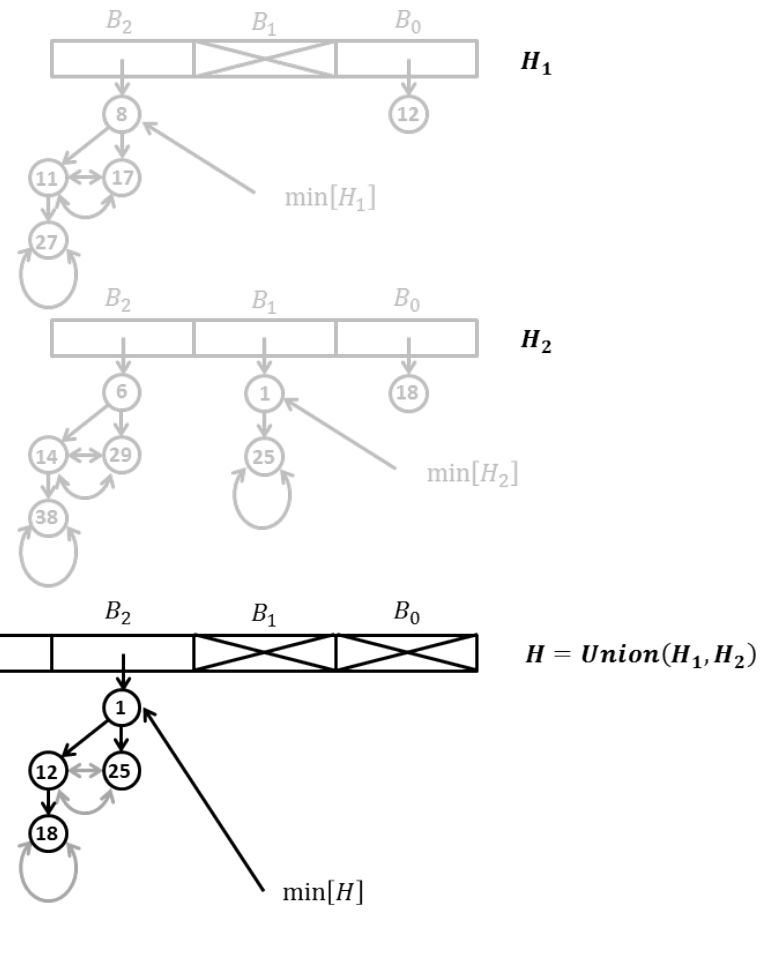 B₂ B₁ B₀
H₁
8 12
11 17
min[H₁]
27
B₂ B₁ B₀
H₂
6 1 18
14 29 25
min[H₂]
38
B₂ B₁ B₀
H = Union(H₁, H₂)
1
12 25
18
min[H]